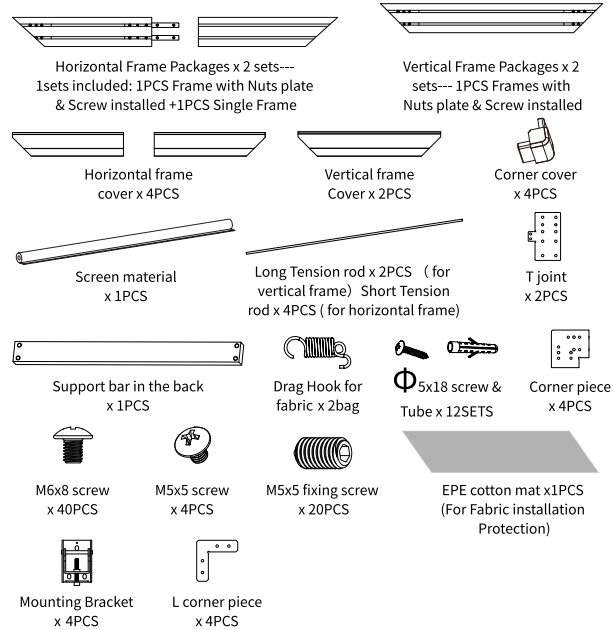 Horizontal Frame Packages x 2 sets---
1sets included: 1PCS Frame with Nuts plate
& Screw installed +1PCS Single Frame
Vertical Frame Packages x 2
sets--- 1PCS Frames with
Nuts plate & Screw installed
Horizontal frame
cover x 4PCS
Vertical frame
Cover x 2PCS
Corner cover
x 4PCS
Screen material
x 1PCS
Long Tension rod x 2PCS （ for
vertical frame）Short Tension
rod x 4PCS ( for horizontal frame)
T joint
x 2PCS
Support bar in the back
x 1PCS
Drag Hook for
fabric x 2bag
Φ5x18 screw &
Tube x 12SETS
Corner piece
x 4PCS
M6x8 screw
x 40PCS
M5x5 screw
x 4PCS
M5x5 fixing screw
x 20PCS
EPE cotton mat x1PCS
(For Fabric installation
Protection)
Mounting Bracket
x 4PCS
L corner piece
x 4PCS